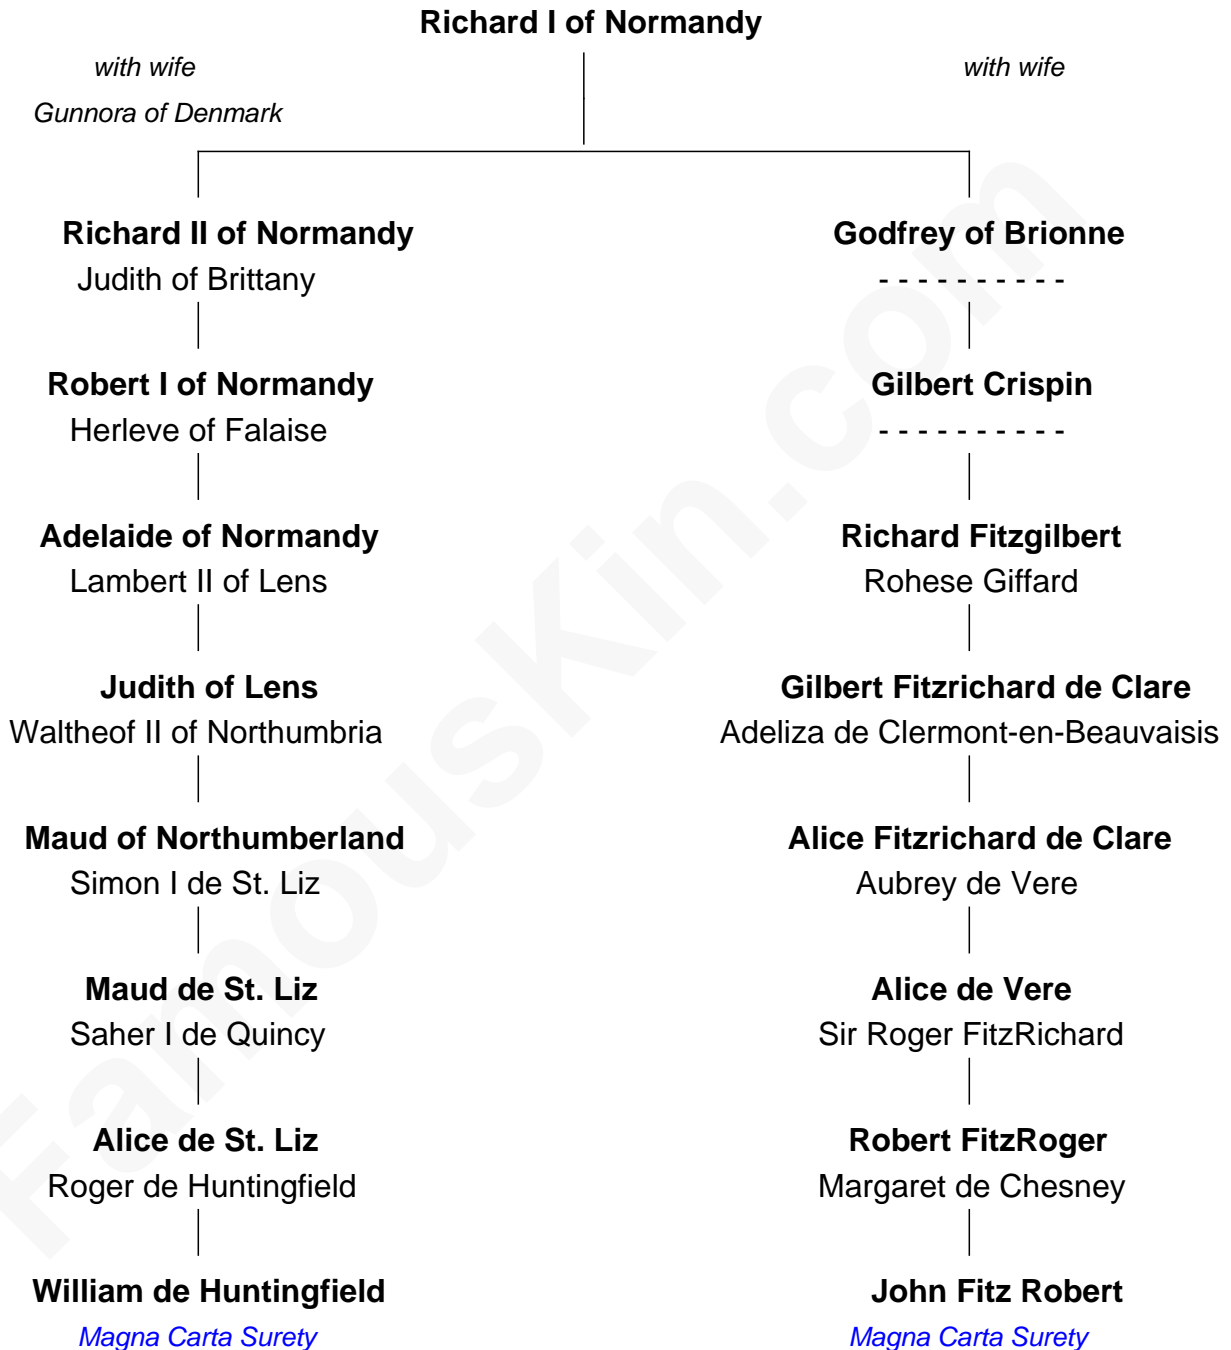 Richard I of Normandy
with wife
Gunnora of Denmark
with wife
Richard II of Normandy
Judith of Brittany
Godfrey of Brionne
- - - - - - - - - -
Robert I of Normandy
Herleve of Falaise
Gilbert Crispin
- - - - - - - - - -
Adelaide of Normandy
Lambert II of Lens
Richard Fitzgilbert
Rohese Giffard
Judith of Lens
Waltheof II of Northumbria
Gilbert Fitzrichard de Clare
Adeliza de Clermont-en-Beauvaisis
Maud of Northumberland
Simon I de St. Liz
Alice Fitzrichard de Clare
Aubrey de Vere
Maud de St. Liz
Saher I de Quincy
Alice de Vere
Sir Roger FitzRichard
Alice de St. Liz
Roger de Huntingfield
Robert FitzRoger
Margaret de Chesney
William de Huntingfield
Magna Carta Surety
John Fitz Robert
Magna Carta Surety
FamousKin.com